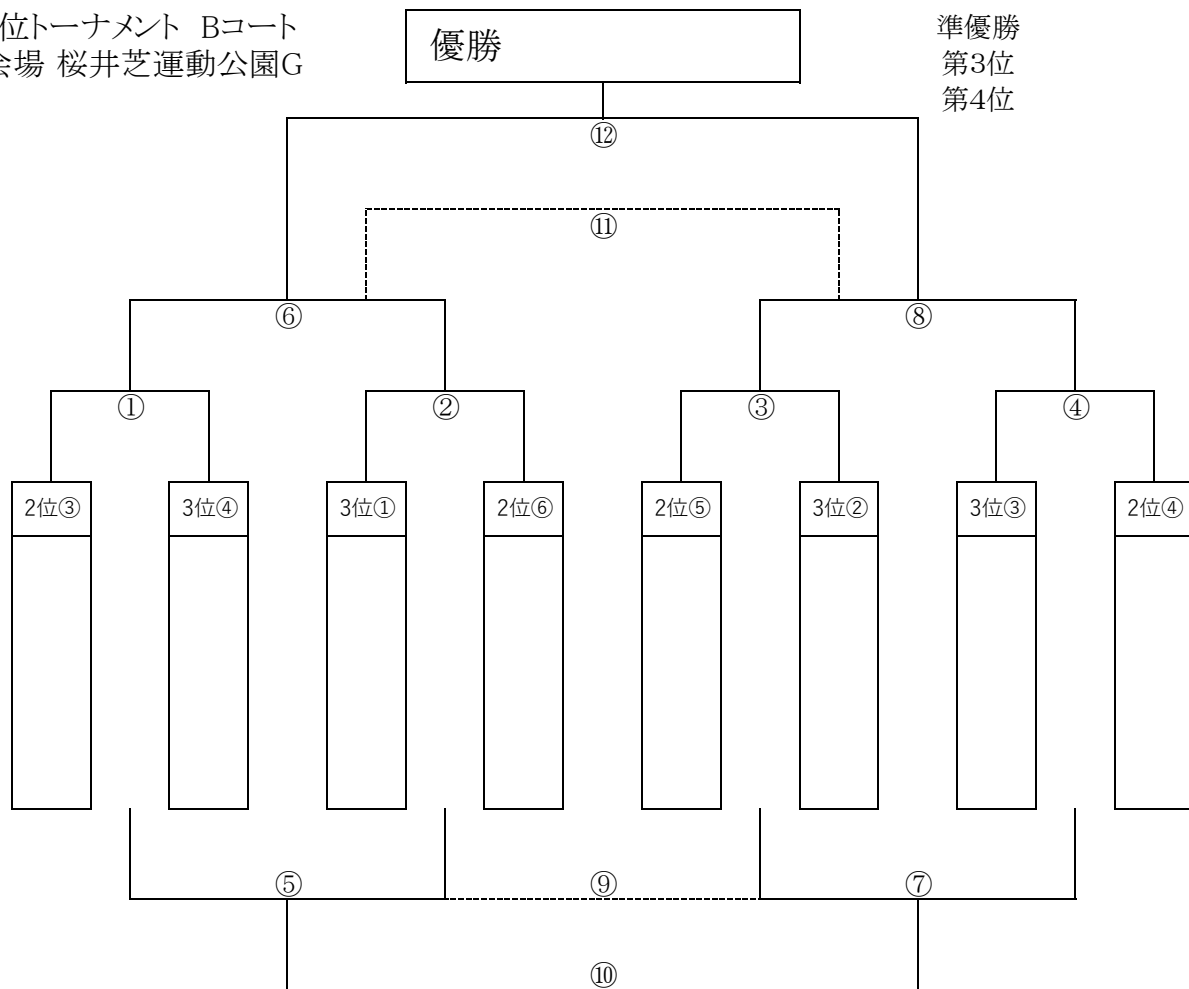 位トーナメント Bコート
会場 桜井芝運動公園G
優勝
準優勝
第3位
第4位
⑫
⑪
⑥ ⑧
① ② ③ ④
2位③ 3位④ 3位① 2位⑥ 2位⑤ 3位② 3位③ 2位④
⑤ ⑨ ⑦
⑩